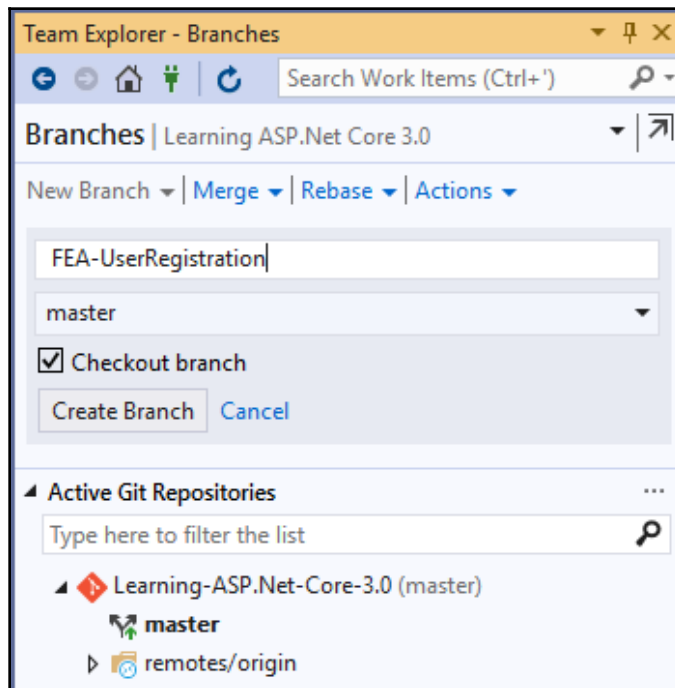 Team Explorer - Branches
Search Work Items (Ctrl+')
Branches | Learning ASP.Net Core 3.0
New Branch | Merge | Rebase | Actions
FEA-UserRegistration
master
Checkout branch
Create Branch Cancel
Active Git Repositories ...
Type here to filter the list
Learning-ASP.Net-Core-3.0 (master)
master
remotes/origin